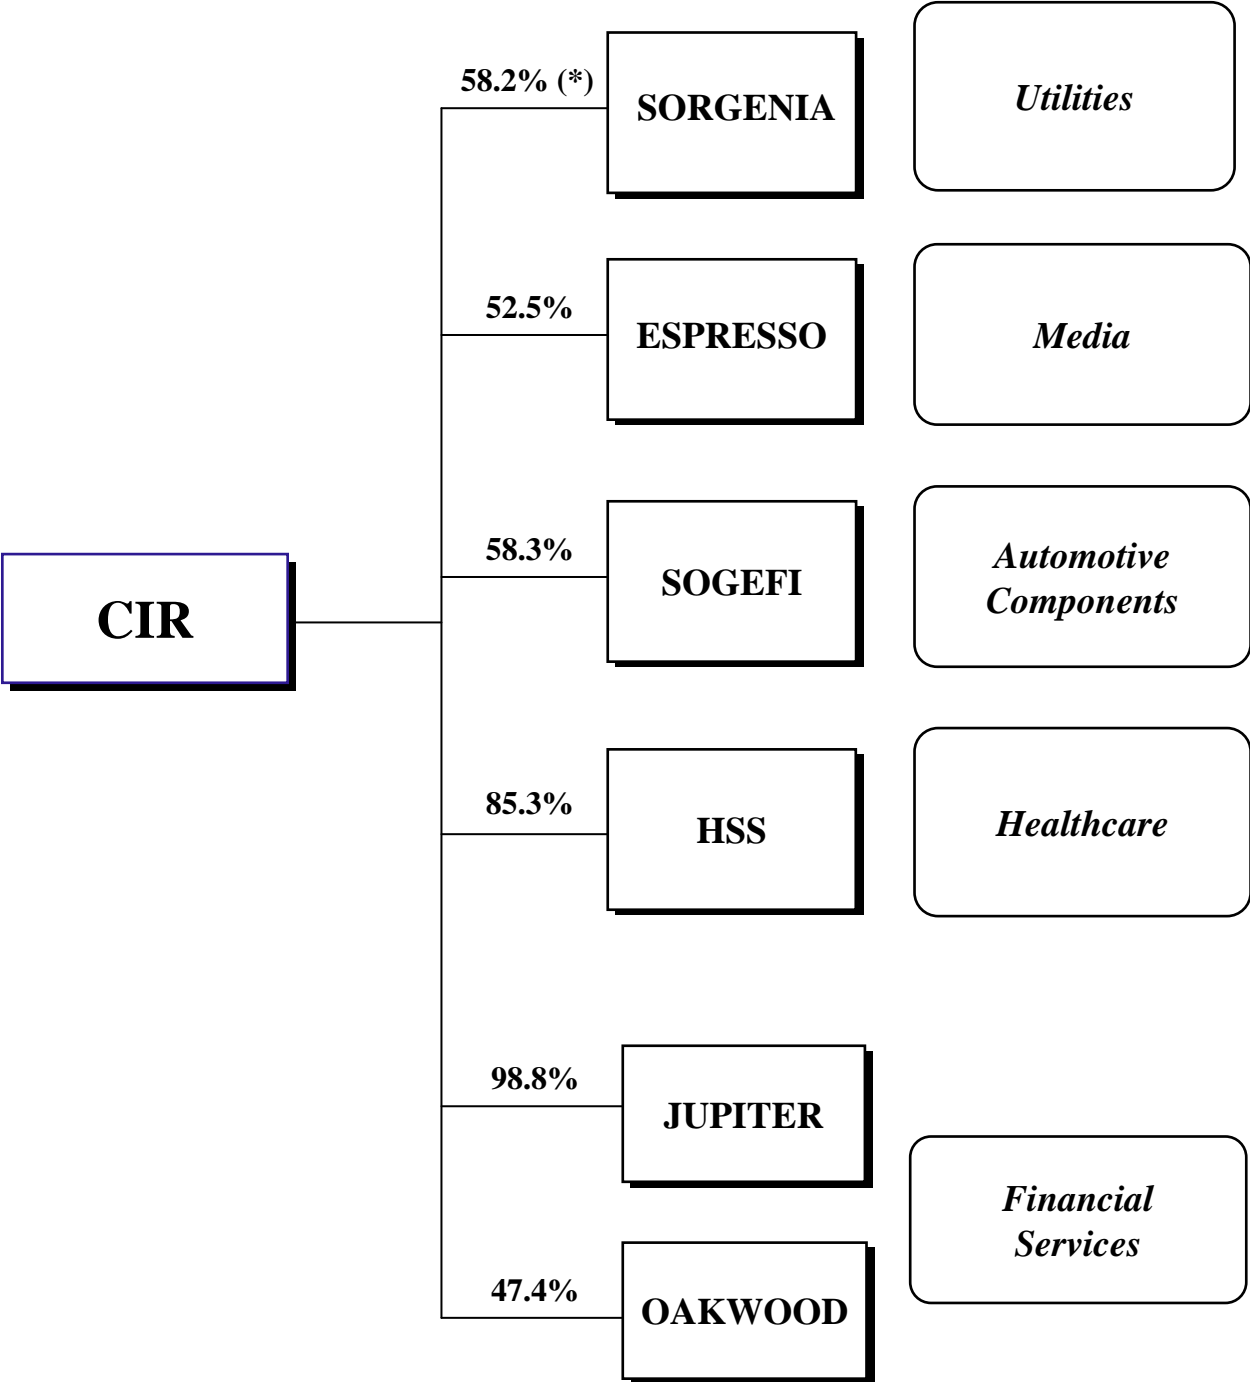 58.2% (*)
SORGENIA
Utilities
52.5%
ESPRESSO
Media
58.3%
SOGEFI
Automotive
Components
CIR
85.3%
HSS
Healthcare
98.8%
JUPITER
Financial
Services
47.4%
OAKWOOD